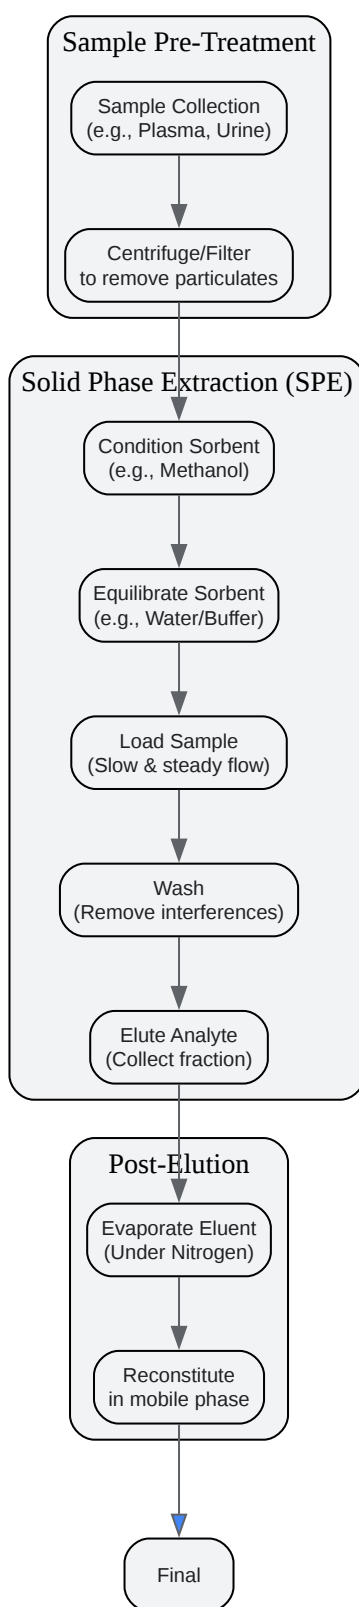 Sample Pre-Treatment
Sample Collection
(e.g., Plasma, Urine)
Centrifuge/Filter
to remove particulates
Solid Phase Extraction (SPE)
Condition Sorbent
(e.g., Methanol)
Equilibrate Sorbent
(e.g., Water/Buffer)
Load Sample
(Slow & steady flow)
Wash
(Remove interferences)
Elute Analyte
(Collect fraction)
Post-Elution
Evaporate Eluent
(Under Nitrogen)
Reconstitute
in mobile phase
Final